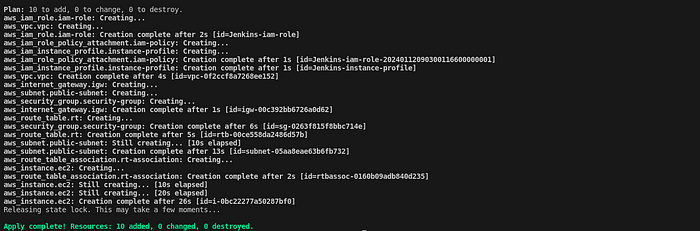 Plan: 10 to add, 0 to change, 0 to destroy.
aws_iam_role.iam-role: Creating...
aws_vpc.vpc: Creating...
aws_iam_role.iam-role: Creation complete after 2s [id=Jenkins-iam-role]
aws_iam_role_policy_attachment.iam-policy: Creating...
aws_iam_instance_profile.instance-profile: Creating...
aws_iam_role_policy_attachment.iam-policy: Creation complete after 1s [id=Jenkins-iam-role-20240112090300116600000001]
aws_iam_instance_profile.instance-profile: Creation complete after 1s [id=Jenkins-instance-profile]
aws_vpc.vpc: Creation complete after 4s [id=vpc-0f2ccf8a7268ee152]
aws_internet_gateway.igw: Creating...
aws_subnet.public-subnet: Creating...
aws_security_group.security-group: Creating...
aws_internet_gateway.igw: Creation complete after 1s [id=igw-00c392bb6726a0d62]
aws_route_table.rt: Creating...
aws_security_group.security-group: Creation complete after 6s [id=sg-0263f815f8bbc714e]
aws_route_table.rt: Creation complete after 5s [id=rtb-00ce558da2486d57b]
aws_subnet.public-subnet: Still creating... [10s elapsed]
aws_subnet.public-subnet: Creation complete after 13s [id=subnet-05aa8eae63b6fb732]
aws_route_table_association.rt-association: Creating...
aws_instance.ec2: Creating...
aws_route_table_association.rt-association: Creation complete after 2s [id=rtbassoc-0160b09adb840d235]
aws_instance.ec2: Still creating... [10s elapsed]
aws_instance.ec2: Still creating... [20s elapsed]
aws_instance.ec2: Creation complete after 26s [id=i-0bc22277a50287bf0]
Releasing state lock. This may take a few moments...
Apply complete! Resources: 10 added, 0 changed, 0 destroyed.